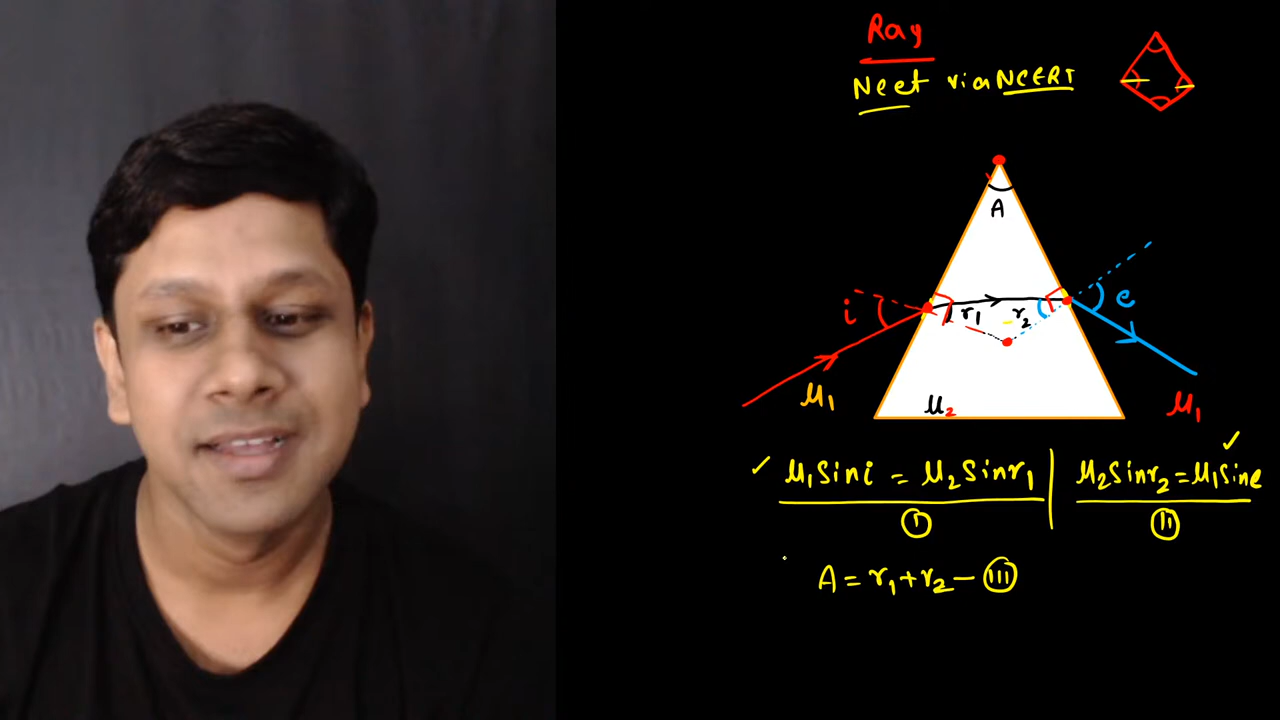 Ray
Neet via NCERT
A
i
r1
r2
e
μ1
μ2
μ1
✓ μ1 Sin i = μ2 Sin r1 | μ2 Sin r2 = μ1 Sin e ✓
I
II
A = r1 + r2 — III